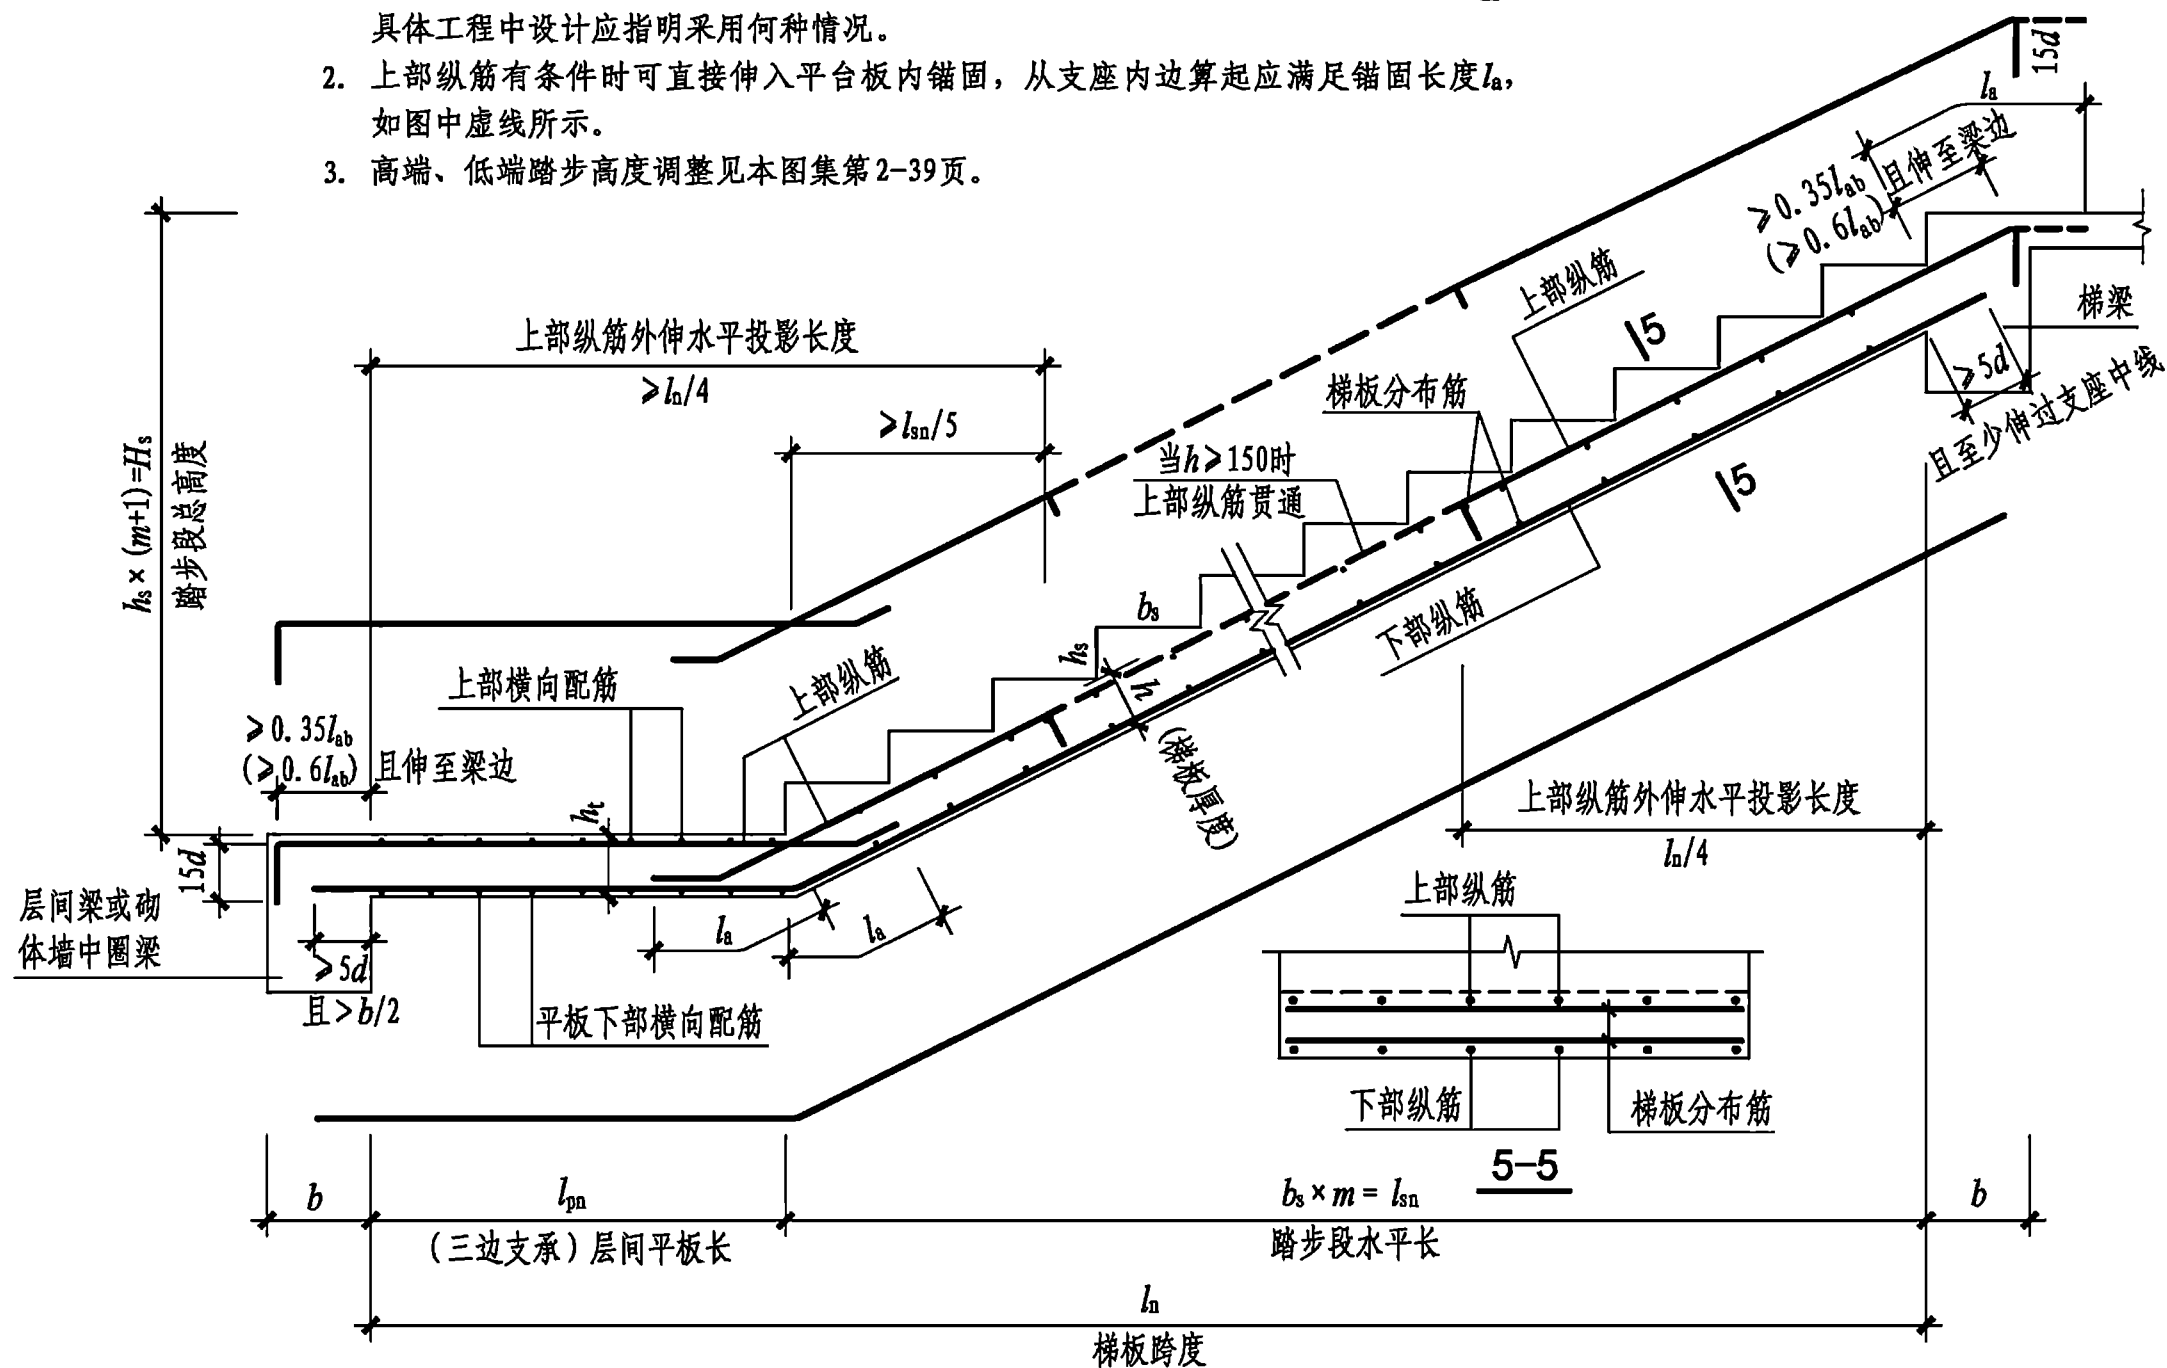 具体工程中设计应指明采用何种情况。
2. 上部纵筋有条件时可直接伸入平台板内锚固，从支座内边算起应满足锚固长度la，
如图中虚线所示。
3. 高端、低端踏步高度调整见本图集第2-39页。
15d
la
≥0.35lab
(≥0.6lab)
且伸至梁边
hs×(m+1)=Hs
踏步段总高度
上部纵筋外伸水平投影长度
≥ln/4
≥lsn/5
上部纵筋
5
梯梁
梯板分布筋
≥5d
且至少伸过支座中线
当h≥150时
上部纵筋贯通
5
bs
hs
下部纵筋
上部横向配筋
上部纵筋
h
(梯板厚度)
≥0.35lab
(≥0.6lab)
且伸至梁边
ht
上部纵筋外伸水平投影长度
ln/4
15d
层间梁或砌
体墙中圈梁
la
la
≥5d
且>b/2
平板下部横向配筋
上部纵筋
下部纵筋
梯板分布筋
5-5
b
lpn
bs×m=lsn
b
(三边支承)层间平板长
踏步段水平长
ln
梯板跨度